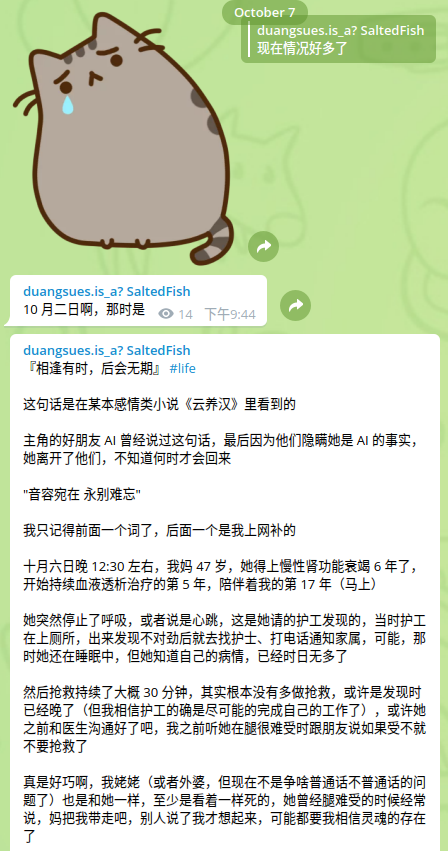 October 7
duangsues.is_a? SaltedFish
现在情况好多了
duangsues.is_a? SaltedFish
10 月二日啊，那时是
14 下午9:44
duangsues.is_a? SaltedFish
『相逢有时，后会无期』 #life
这句话是在某本感情类小说《云养汉》里看到的
主角的好朋友 AI 曾经说过这句话，最后因为他们隐瞒她是 AI 的事实，
她离开了他们，不知道何时才会回来
"音容宛在 永别难忘"
我只记得前面一个词了，后面一个是我上网补的
十月六日晚 12:30 左右，我妈 47 岁，她得上慢性肾功能衰竭 6 年了，
开始持续血液透析治疗的第 5 年，陪伴着我的第 17 年（马上）
她突然停止了呼吸，或者说是心跳，这是她请的护工发现的，当时护工
在上厕所，出来发现不对劲后就去找护士、打电话通知家属，可能，那
时她还在睡眠中，但她知道自己的病情，已经时日无多了
然后抢救持续了大概 30 分钟，其实根本没有多做抢救，或许是发现时
已经晚了（但我相信护工的确是尽可能的完成自己的工作了），或许她
之前和医生沟通好了吧，我之前听她在腿很难受时跟朋友说如果受不就
不要抢救了
真是好巧啊，我姥姥（或者外婆，但现在不是争啥普通话不普通话的问
题了）也是和她一样，至少是看着一样死的，她曾经腿难受的时候经常
说，妈把我带走吧，别人说了我才想起来，可能都要我相信灵魂的存在
了